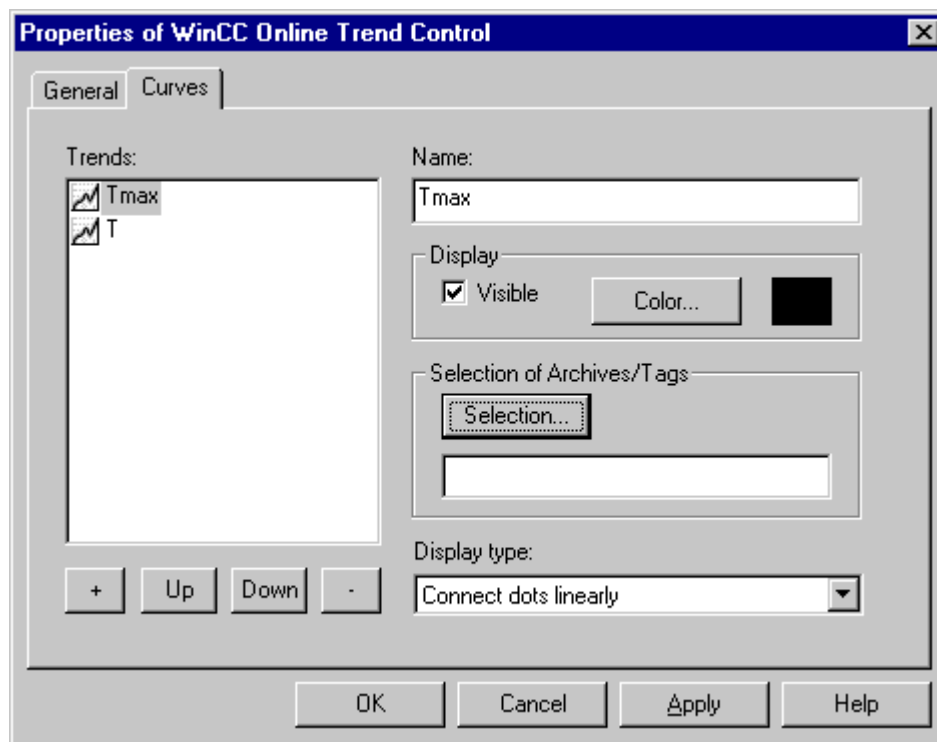 Properties of WinCC Online Trend Control
General
Curves
Trends:
Tmax
T
+
Up
Down
-
Name:
Tmax
Display
Visible
Color...
Selection of Archives/Tags
Selection...
Display type:
Connect dots linearly
OK
Cancel
Apply
Help